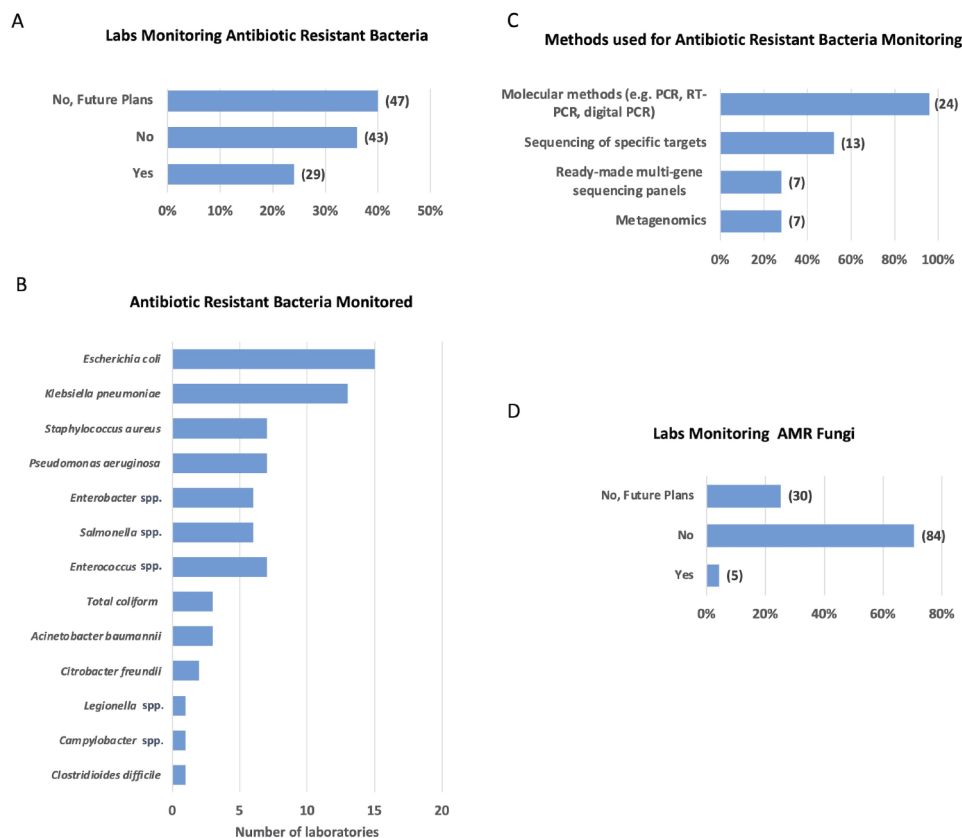 A
Labs Monitoring Antibiotic Resistant Bacteria
No, Future Plans
(47)
No
(43)
Yes
(29)
0% 10% 20% 30% 40% 50%
B
Antibiotic Resistant Bacteria Monitored
Escherichia coli
Klebsiella pneumoniae
Staphylococcus aureus
Pseudomonas aeruginosa
Enterobacter spp.
Salmonella spp.
Enterococcus spp.
Total coliform
Acinetobacter baumannii
Citrobacter freundii
Legionella spp.
Campylobacter spp.
Clostridioides difficile
0 5 10 15 20
Number of laboratories
C
Methods used for Antibiotic Resistant Bacteria Monitoring
Molecular methods (e.g. PCR, RT-
PCR, digital PCR)
(24)
Sequencing of specific targets
(13)
Ready-made multi-gene
sequencing panels
(7)
Metagenomics
(7)
0% 20% 40% 60% 80% 100%
D
Labs Monitoring AMR Fungi
No, Future Plans
(30)
No
(84)
Yes
(5)
0% 20% 40% 60% 80%